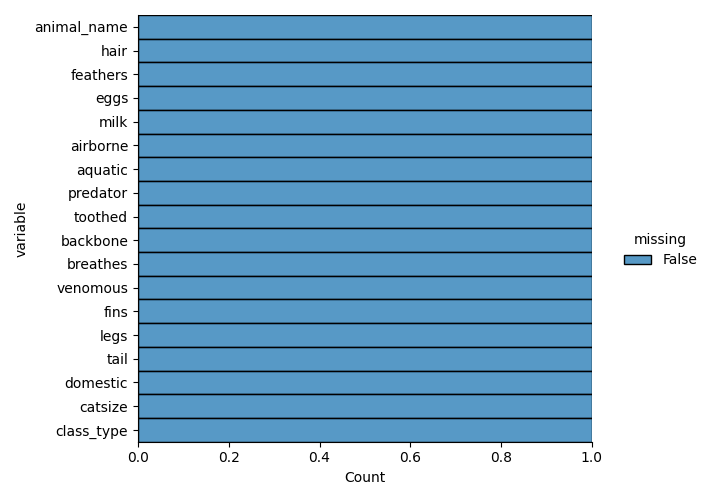 animal_name
hair
feathers
eggs
milk
airborne
aquatic
predator
toothed
backbone
breathes
venomous
fins
legs
tail
domestic
catsize
class_type
variable
0.0 0.2 0.4 0.6 0.8 1.0
Count
missing
False